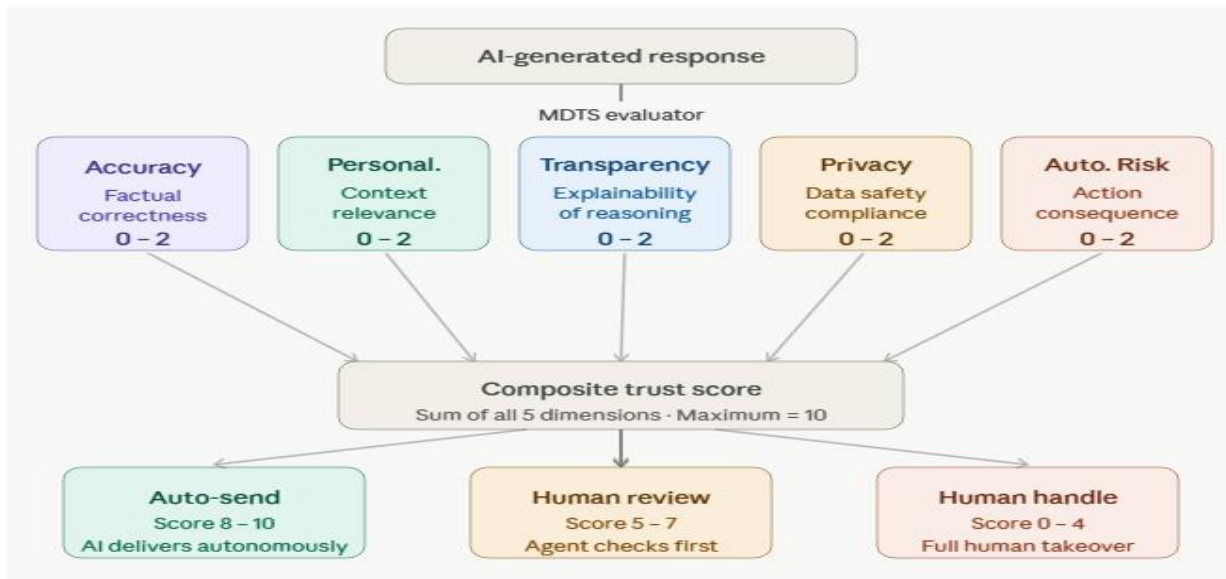 AI-generated response
MDTS evaluator
Accuracy
Factual
correctness
0 – 2
Personal.
Context
relevance
0 – 2
Transparency
Explainability
of reasoning
0 – 2
Privacy
Data safety
compliance
0 – 2
Auto. Risk
Action
consequence
0 – 2
Composite trust score
Sum of all 5 dimensions · Maximum = 10
Auto-send
Score 8 – 10
AI delivers autonomously
Human review
Score 5 – 7
Agent checks first
Human handle
Score 0 – 4
Full human takeover